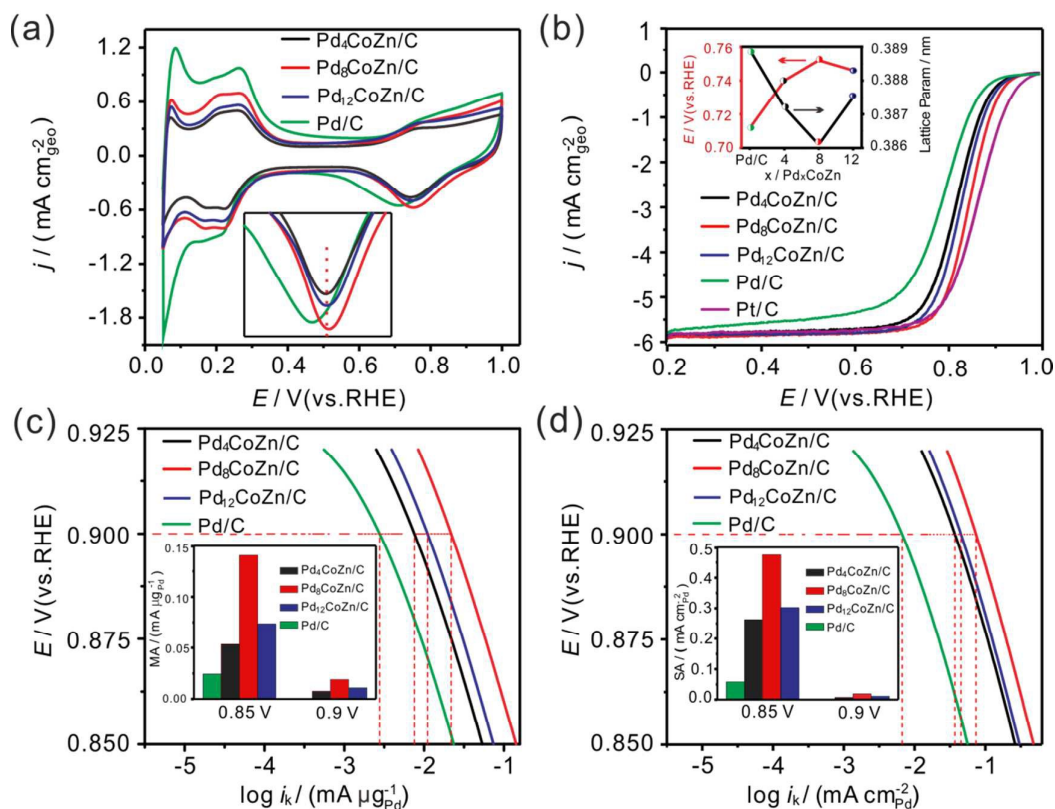 (a)
j / (mA cm⁻²geo)
1.2
0.6
0.0
-0.6
-1.2
-1.8
Pd₄CoZn/C
Pd₈CoZn/C
Pd₁₂CoZn/C
Pd/C
0.0 0.2 0.4 0.6 0.8 1.0
E / V(vs.RHE)
(b)
j / (mA cm⁻²geo)
0
-1
-2
-3
-4
-5
-6
E / V(vs.RHE)
0.76
0.74
0.72
0.70
0.389
0.388
0.387
0.386
Lattice Param / nm
Pd/C 4 8 12
x / PdₓCoZn
Pd₄CoZn/C
Pd₈CoZn/C
Pd₁₂CoZn/C
Pd/C
Pt/C
0.2 0.4 0.6 0.8 1.0
E / V(vs.RHE)
(c)
E / V(vs.RHE)
0.925
0.900
0.875
0.850
Pd₄CoZn/C
Pd₈CoZn/C
Pd₁₂CoZn/C
Pd/C
MA / (mA µg⁻¹Pd)
0.15
0.10
0.05
0.00
Pd₄CoZn/C
Pd₈CoZn/C
Pd₁₂CoZn/C
Pd/C
0.85 V 0.9 V
-5 -4 -3 -2 -1
log iₖ / (mA µg⁻¹Pd)
(d)
E / V(vs.RHE)
0.925
0.900
0.875
0.850
Pd₄CoZn/C
Pd₈CoZn/C
Pd₁₂CoZn/C
Pd/C
SA / ( mA cm⁻²Pd)
0.5
0.4
0.3
0.2
0.1
0.0
Pd₄CoZn/C
Pd₈CoZn/C
Pd₁₂CoZn/C
Pd/C
0.85 V 0.9 V
-5 -4 -3 -2 -1 0
log iₖ / (mA cm⁻²Pd)